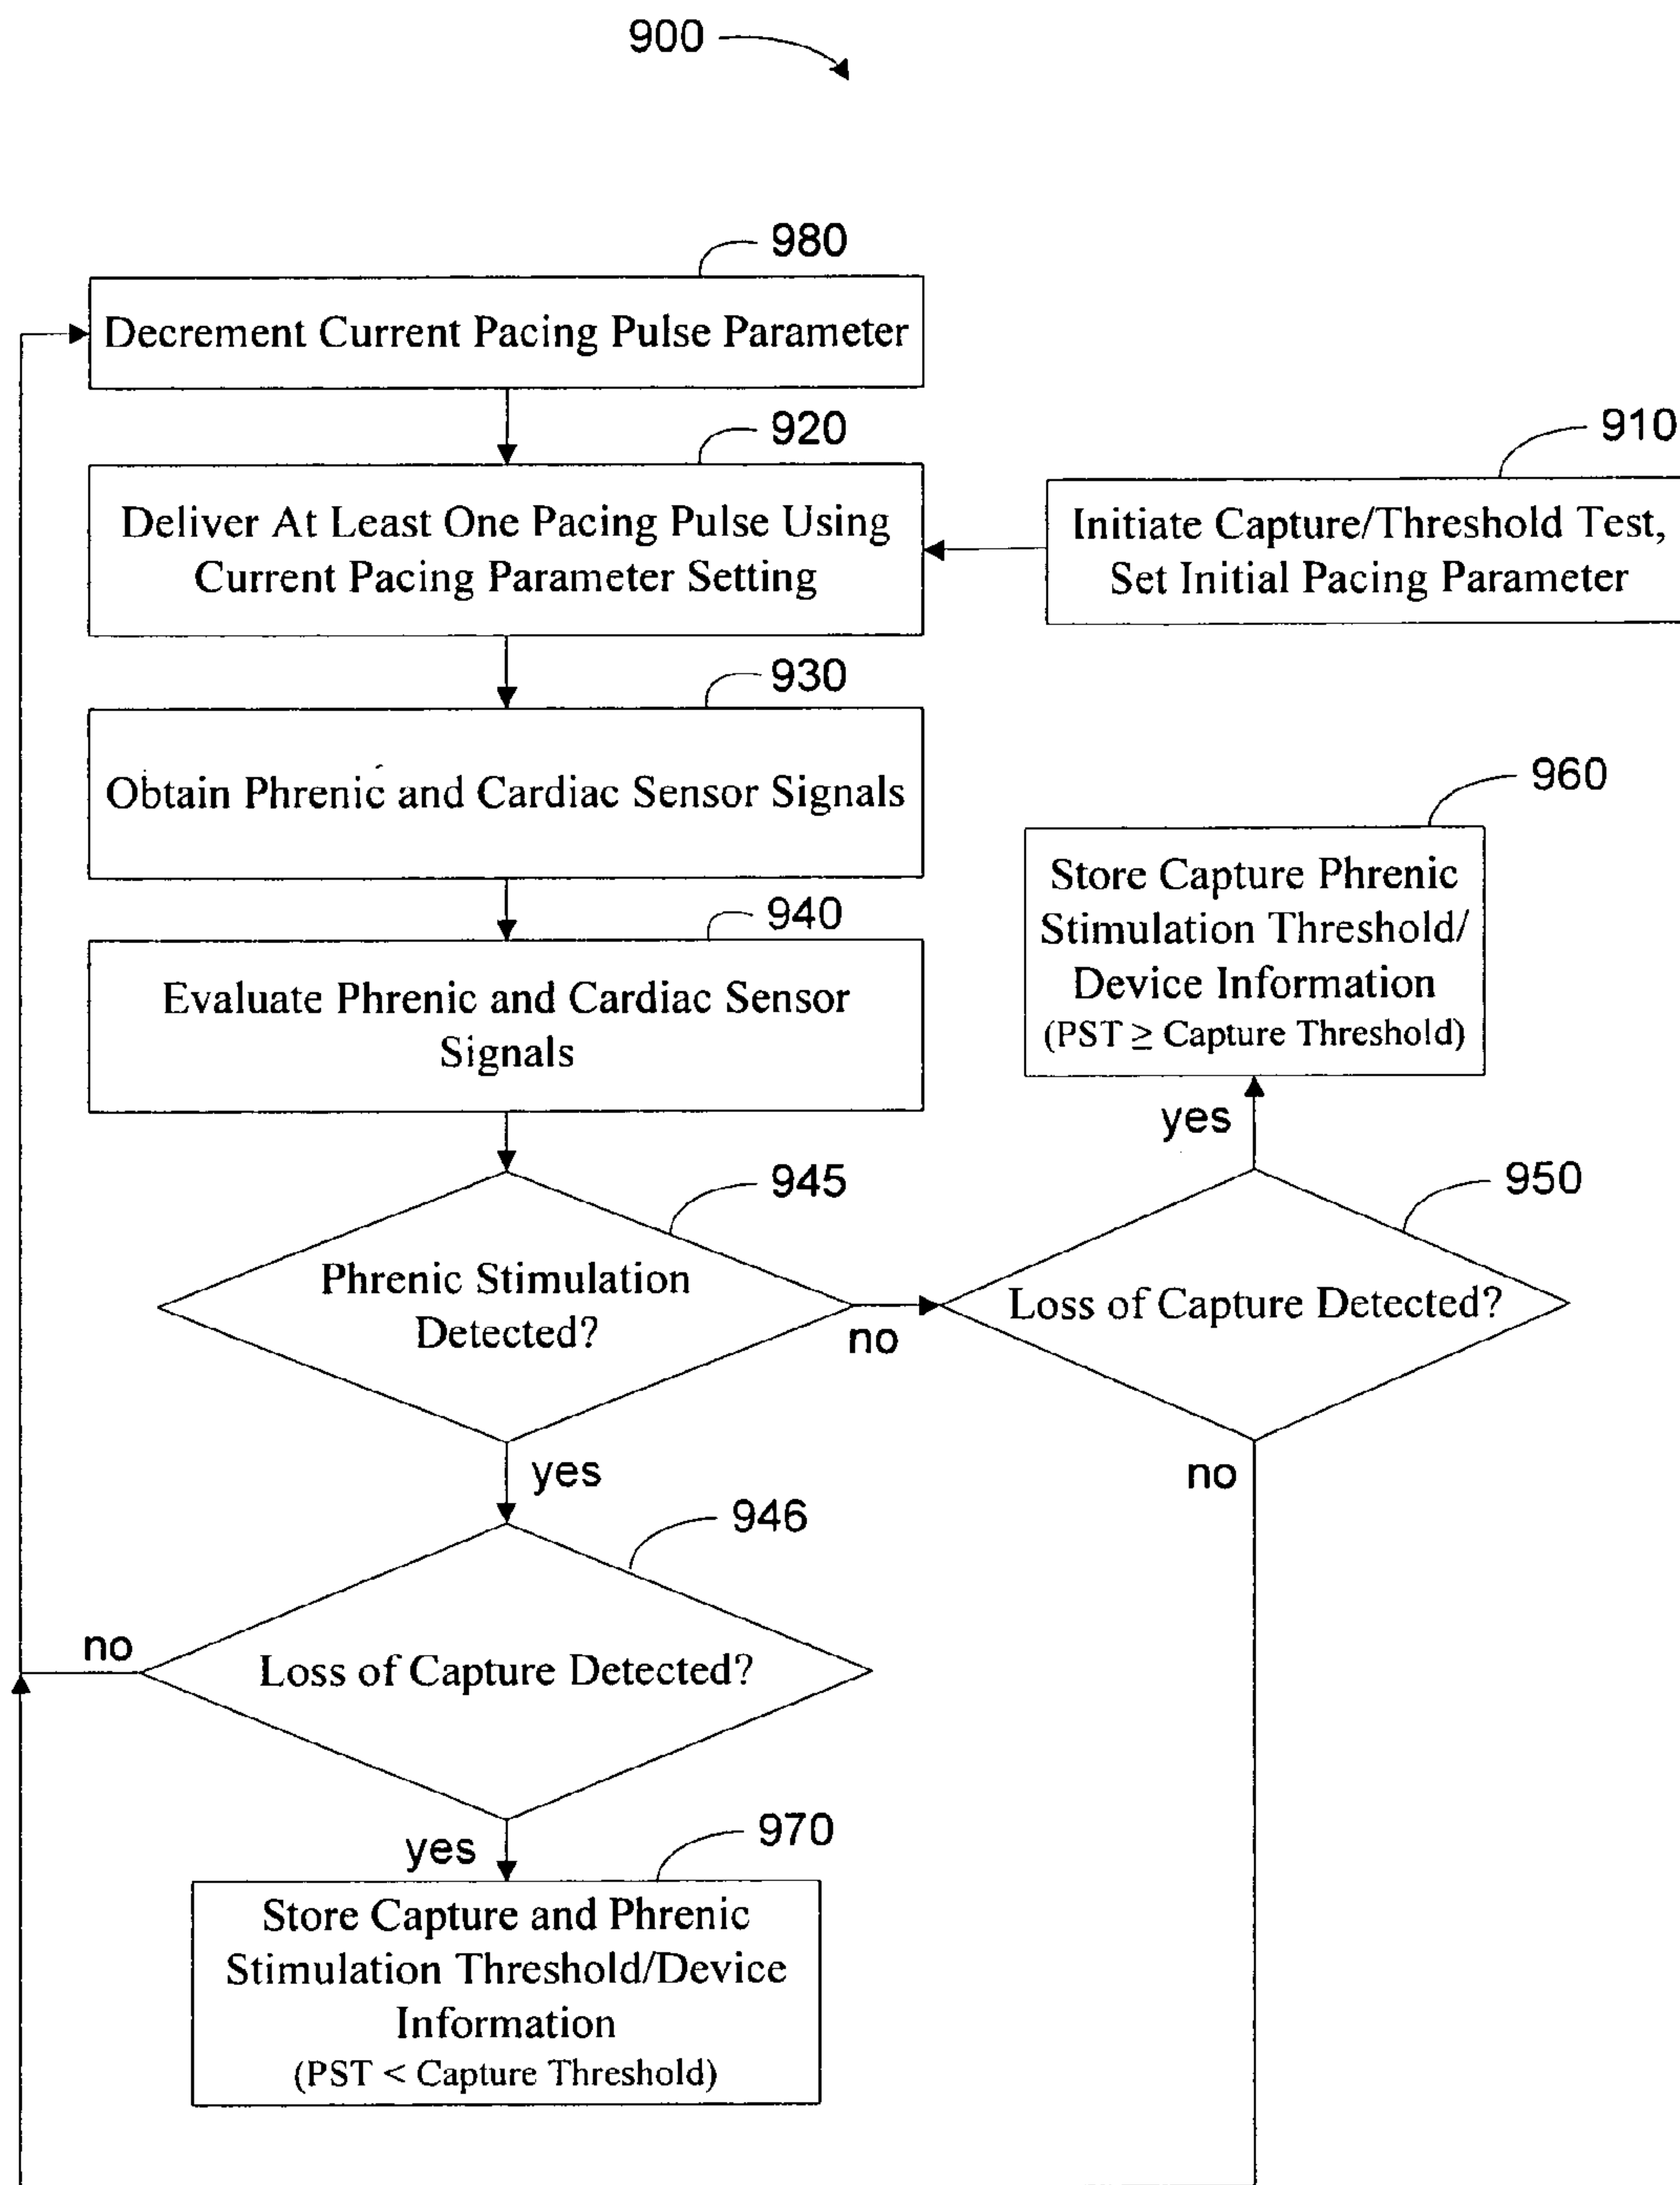 900
980
Decrement Current Pacing Pulse Parameter
920
Deliver At Least One Pacing Pulse Using
Current Pacing Parameter Setting
910
Initiate Capture/Threshold Test,
Set Initial Pacing Parameter
930
Obtain Phrenic and Cardiac Sensor Signals
940
Evaluate Phrenic and Cardiac Sensor
Signals
960
Store Capture Phrenic
Stimulation Threshold/
Device Information
(PST ≥ Capture Threshold)
yes
945
Phrenic Stimulation
Detected?
no
950
Loss of Capture Detected?
no
yes
946
Loss of Capture Detected?
no
yes
970
Store Capture and Phrenic
Stimulation Threshold/Device
Information
(PST < Capture Threshold)